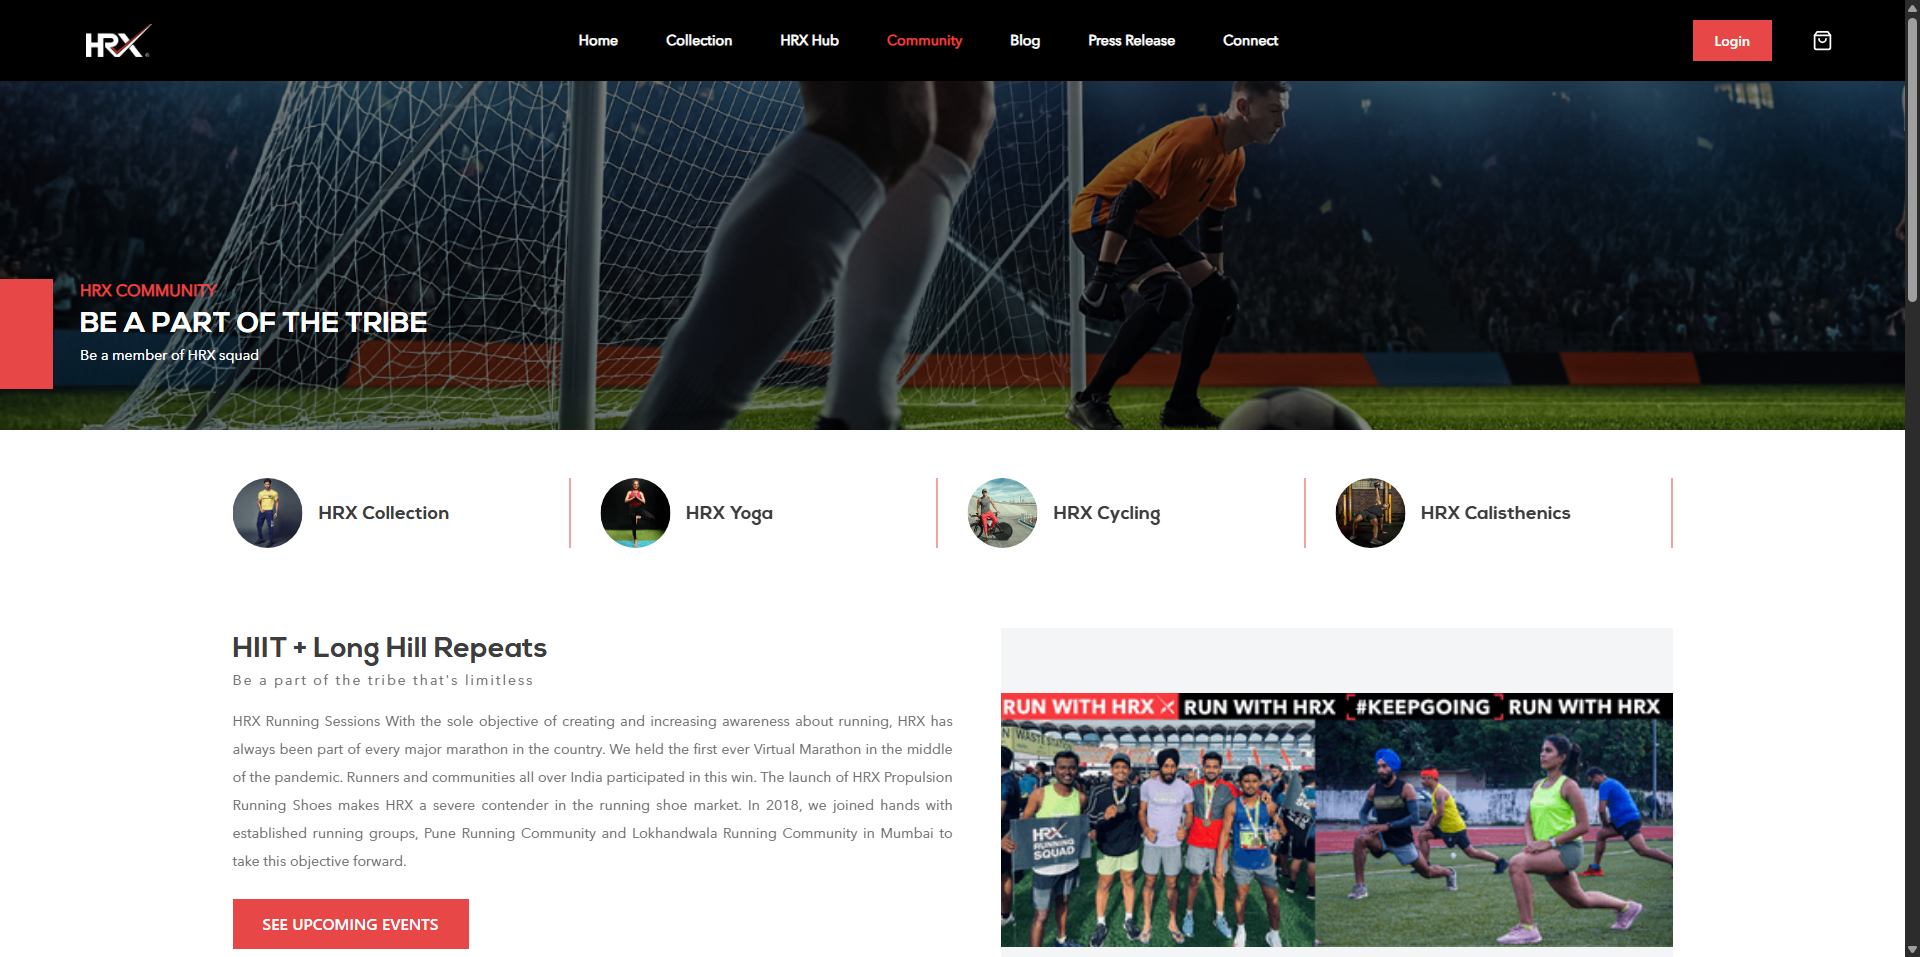 HRX
Home
Collection
HRX Hub
Community
Blog
Press Release
Connect
Login
HRX COMMUNITY
BE A PART OF THE TRIBE
Be a member of HRX squad
HRX Collection
HRX Yoga
HRX Cycling
HRX Calisthenics
HIIT + Long Hill Repeats
Be a part of the tribe that's limitless
HRX Running Sessions With the sole objective of creating and increasing awareness about running, HRX has
always been part of every major marathon in the country. We held the first ever Virtual Marathon in the middle
of the pandemic. Runners and communities all over India participated in this win. The launch of HRX Propulsion
Running Shoes makes HRX a severe contender in the running shoe market. In 2018, we joined hands with
established running groups, Pune Running Community and Lokhandwala Running Community in Mumbai to
take this objective forward.
SEE UPCOMING EVENTS
RUN WITH HRX RUN WITH HRX #KEEPGOING RUN WITH HRX
HRX
RUNNING
SQUAD